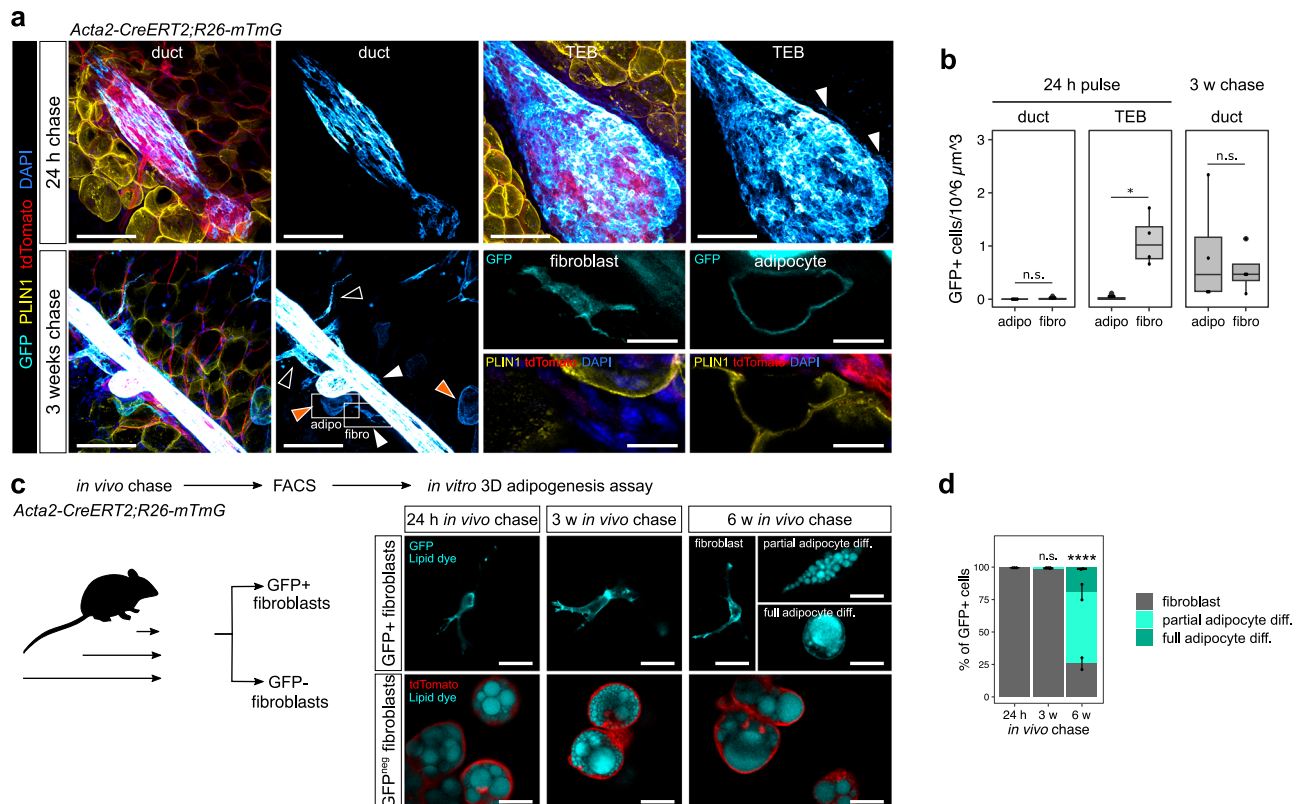 a
Acta2-CreERT2;R26-mTmG
GFP PLIN1 tdTomato DAPI
24 h chase
duct
duct
TEB
TEB
3 weeks chase
adipo
fibro
GFP
fibroblast
GFP
adipocyte
PLIN1 tdTomato DAPI
PLIN1 tdTomato DAPI
b
24 h pulse
3 w chase
duct
TEB
duct
GFP+ cells/10^6 µm^3
3
2
1
0
n.s.
*
n.s.
adipo fibro
adipo fibro
adipo fibro
c
in vivo chase
FACS
in vitro 3D adipogenesis assay
Acta2-CreERT2;R26-mTmG
GFP+
fibroblasts
GFP-
fibroblasts
24 h in vivo chase
3 w in vivo chase
6 w in vivo chase
GFP+ fibroblasts
GFP
Lipid dye
fibroblast
partial adipocyte diff.
full adipocyte diff.
GFPneg fibroblasts
tdTomato
Lipid dye
d
n.s.
****
% of GFP+ cells
100
75
50
25
0
24 h
3 w
6 w
in vivo chase
fibroblast
partial adipocyte diff.
full adipocyte diff.